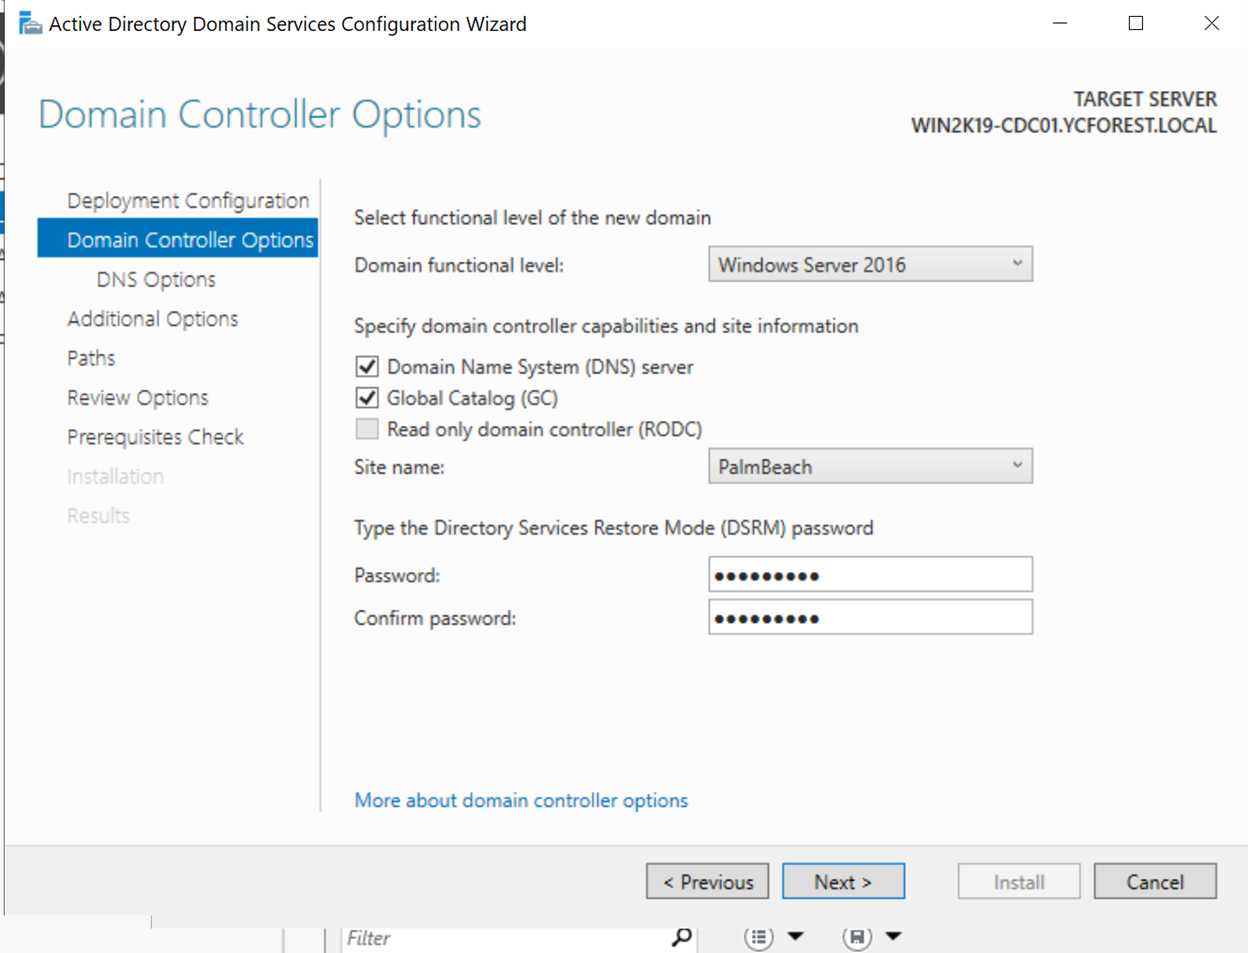 Active Directory Domain Services Configuration Wizard
Domain Controller Options
TARGET SERVER
WIN2K19-CDC01.YCFOREST.LOCAL
Deployment Configuration
Domain Controller Options
DNS Options
Additional Options
Paths
Review Options
Prerequisites Check
Installation
Results
Select functional level of the new domain
Domain functional level: Windows Server 2016
Specify domain controller capabilities and site information
Domain Name System (DNS) server
Global Catalog (GC)
Read only domain controller (RODC)
Site name: PalmBeach
Type the Directory Services Restore Mode (DSRM) password
Password: ●●●●●●●●●
Confirm password: ●●●●●●●●●
More about domain controller options
< Previous Next > Install Cancel
Filter